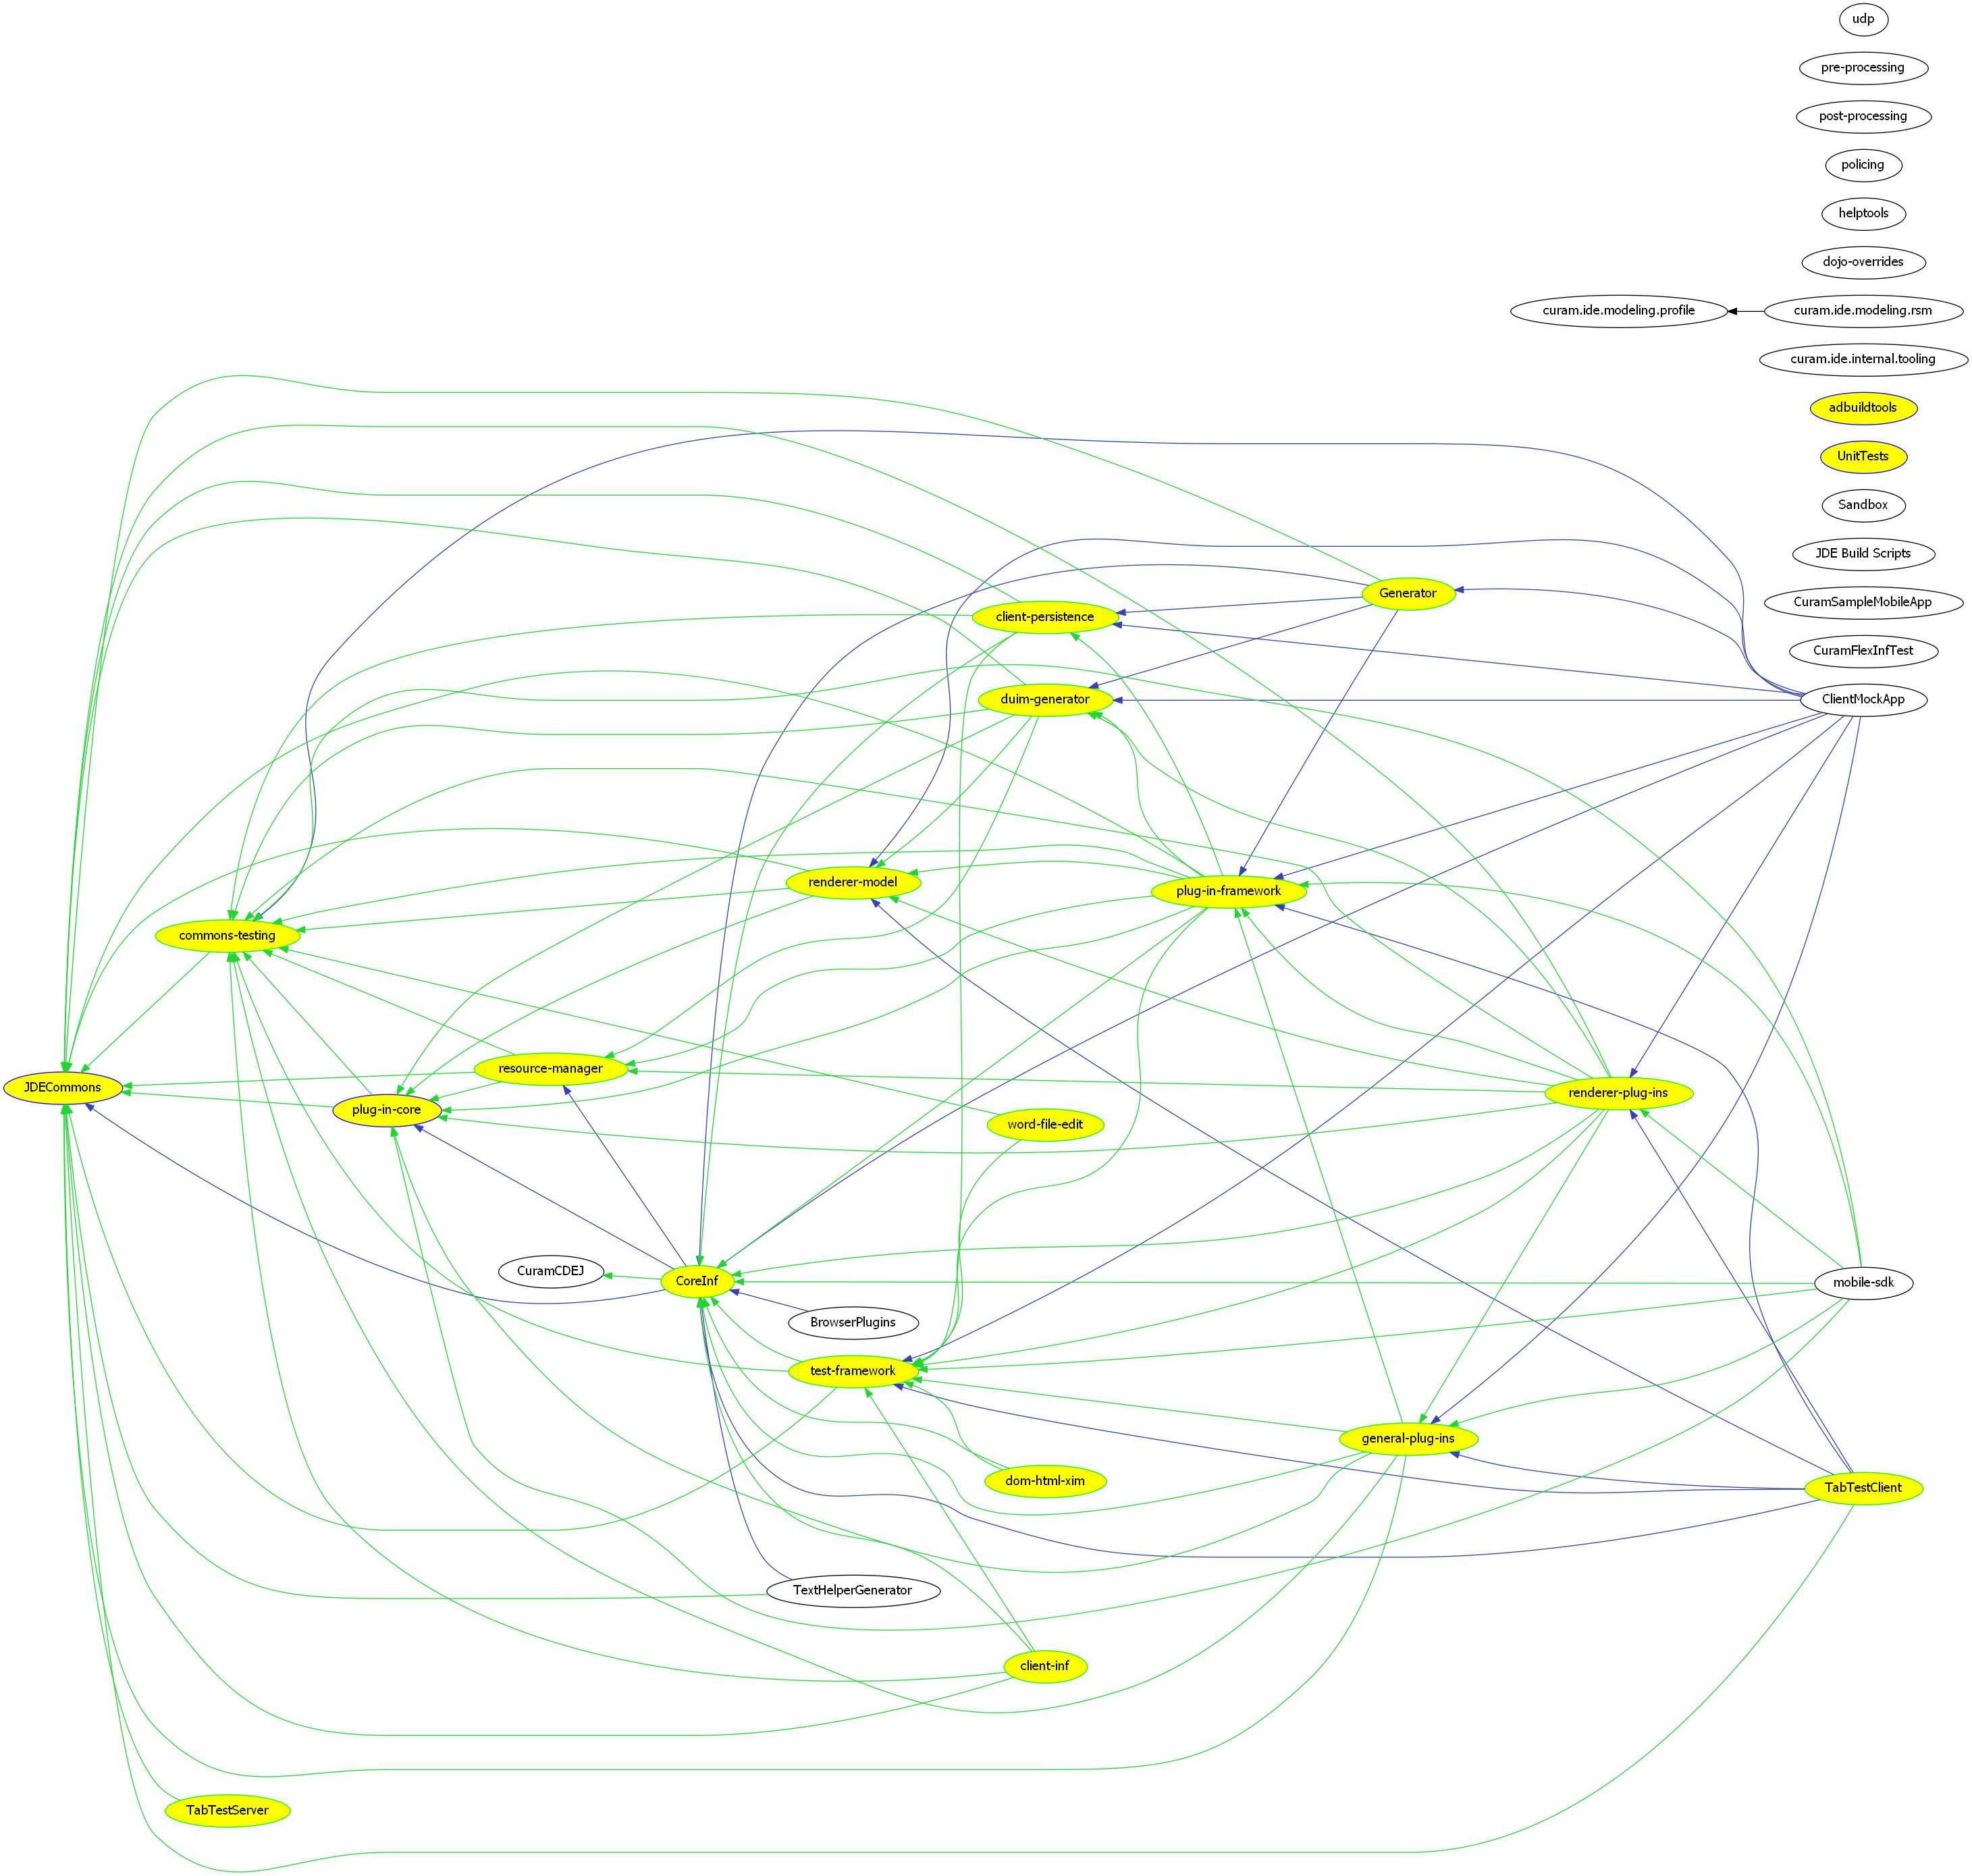 udp
pre-processing
post-processing
policing
helptools
dojo-overrides
curam.ide.modeling.profile
curam.ide.modeling.rsm
curam.ide.internal.tooling
adbuildtools
UnitTests
Sandbox
JDE Build Scripts
Generator
CuramSampleMobileApp
client-persistence
CuramFlexInfTest
duim-generator
ClientMockApp
renderer-model
plug-in-framework
commons-testing
resource-manager
JDECommons
renderer-plug-ins
plug-in-core
word-file-edit
CuramCDEJ
CoreInf
mobile-sdk
BrowserPlugins
test-framework
general-plug-ins
dom-html-xim
TabTestClient
TextHelperGenerator
client-inf
TabTestServer